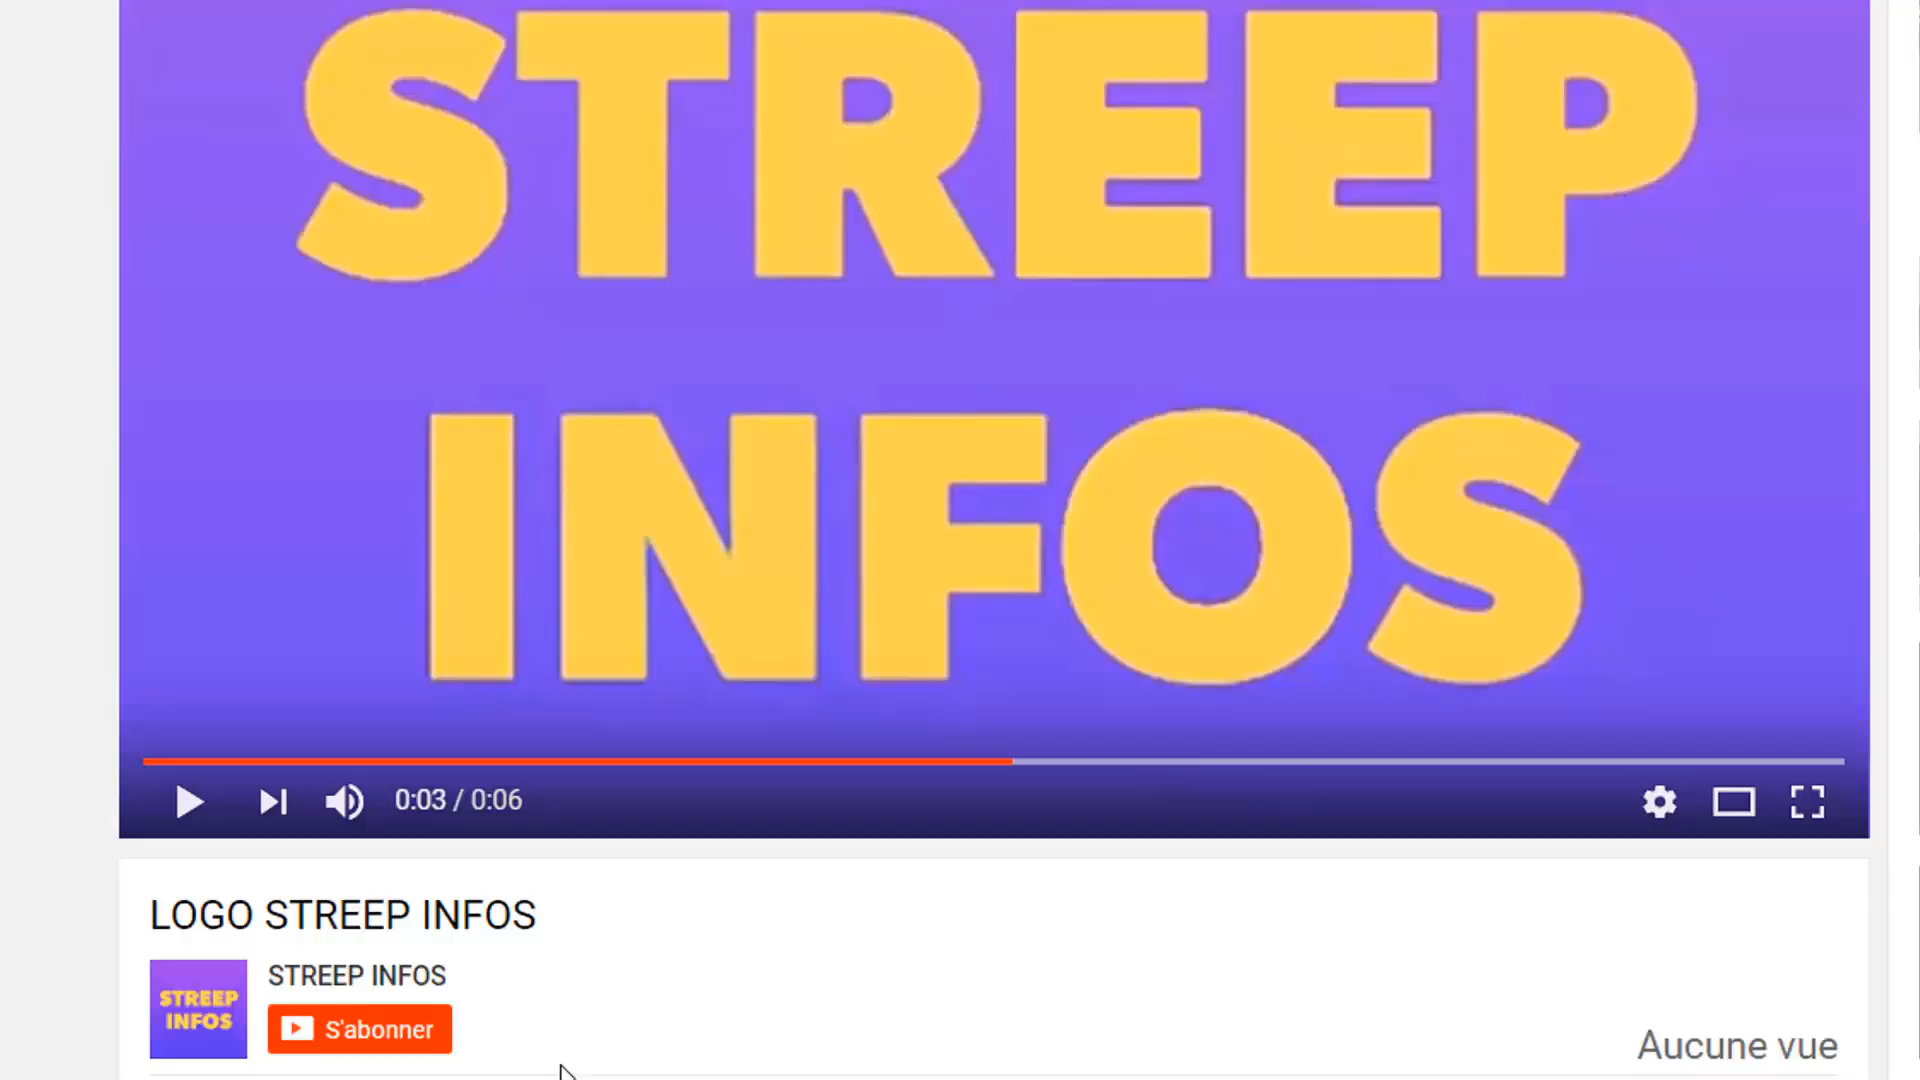 STREEP
INFOS
0:03 / 0:06
LOGO STREEP INFOS
STREEP INFOS
STREEP
INFOS
S'abonner
Aucune vue